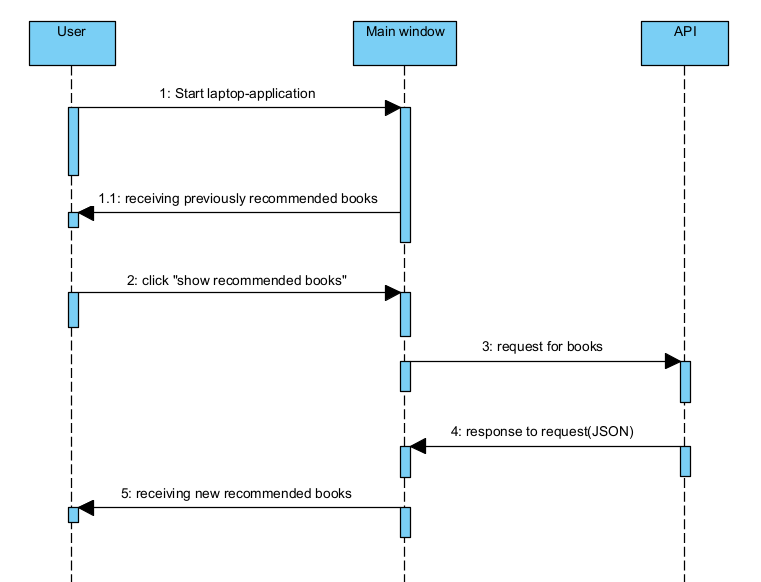 User
Main window
API
1: Start laptop-application
1.1: receiving previously recommended books
2: click "show recommended books"
3: request for books
4: response to request(JSON)
5: receiving new recommended books